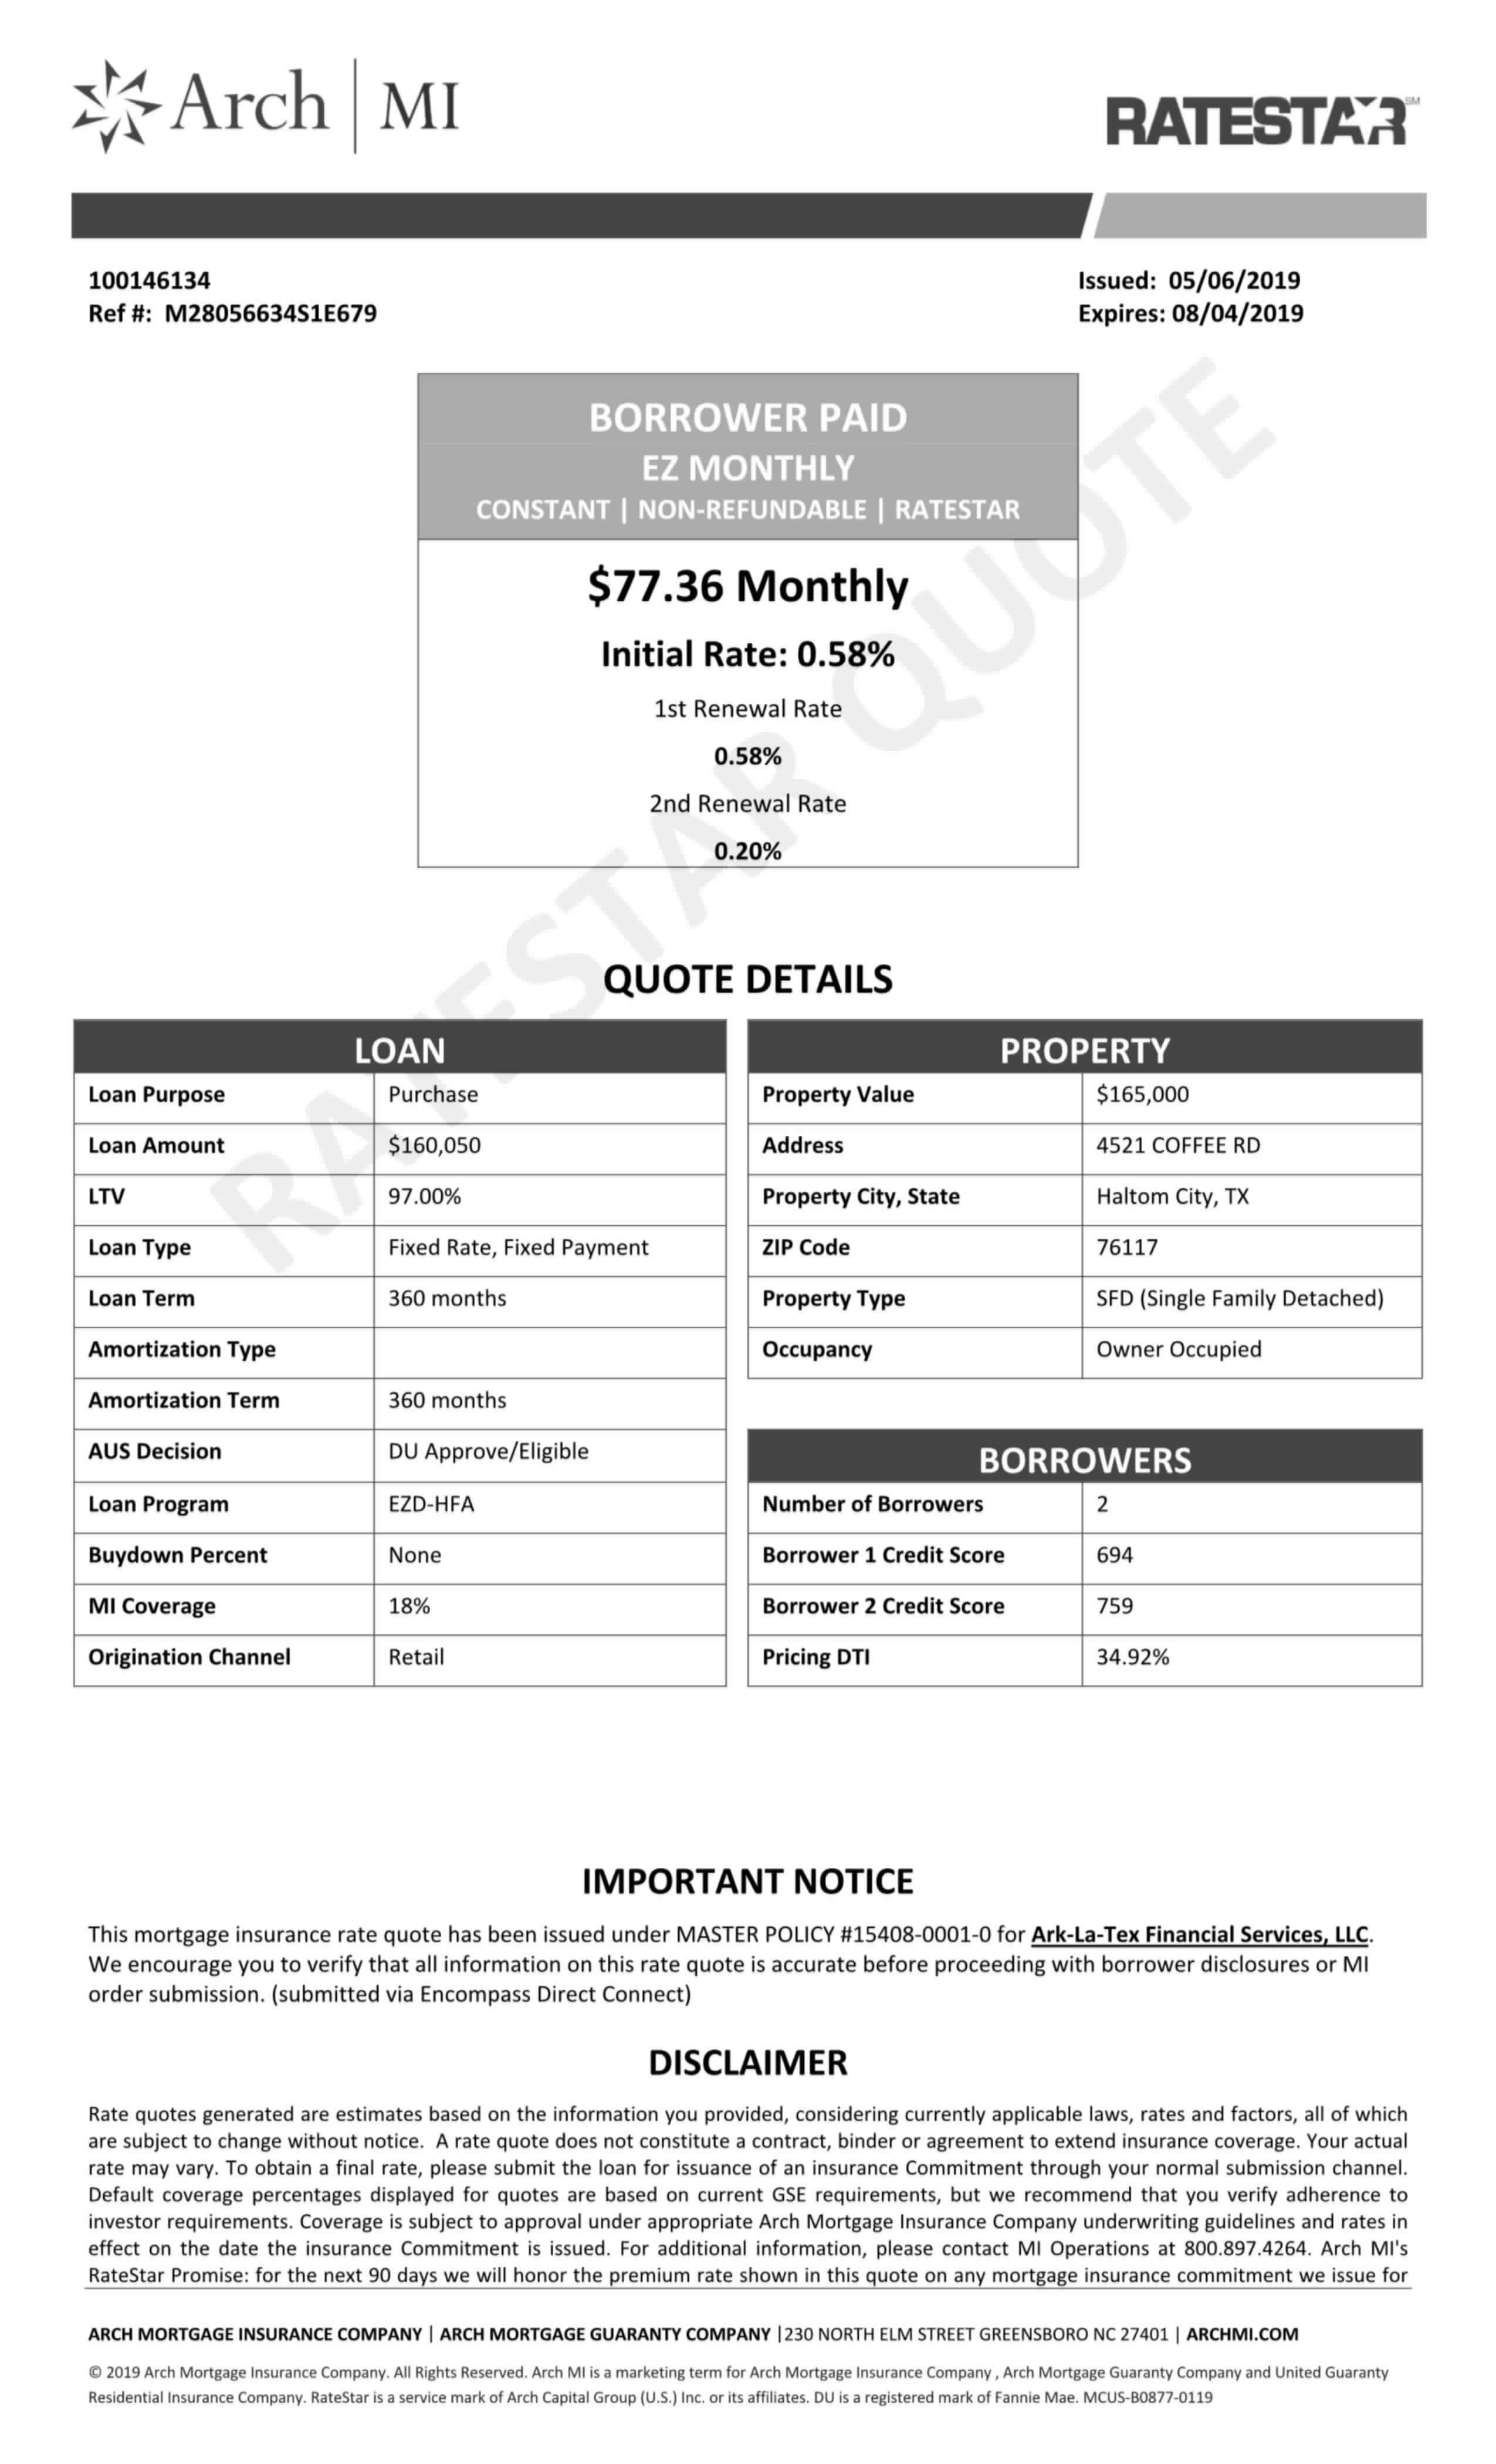 Arch | MI
RATESTAR SM
100146134
Ref #: M28056634S1E679
Issued: 05/06/2019
Expires: 08/04/2019
BORROWER PAID
EZ MONTHLY
CONSTANT | NON-REFUNDABLE | RATESTAR
$77.36 Monthly
Initial Rate: 0.58%
1st Renewal Rate
0.58%
2nd Renewal Rate
0.20%
RATESTAR QUOTE
QUOTE DETAILS
LOAN
Loan Purpose Purchase
Loan Amount $160,050
LTV 97.00%
Loan Type Fixed Rate, Fixed Payment
Loan Term 360 months
Amortization Type
Amortization Term 360 months
AUS Decision DU Approve/Eligible
Loan Program EZD-HFA
Buydown Percent None
MI Coverage 18%
Origination Channel Retail
PROPERTY
Property Value $165,000
Address 4521 COFFEE RD
Property City, State Haltom City, TX
ZIP Code 76117
Property Type SFD (Single Family Detached)
Occupancy Owner Occupied
BORROWERS
Number of Borrowers 2
Borrower 1 Credit Score 694
Borrower 2 Credit Score 759
Pricing DTI 34.92%
IMPORTANT NOTICE
This mortgage insurance rate quote has been issued under MASTER POLICY #15408-0001-0 for Ark-La-Tex Financial Services, LLC.
We encourage you to verify that all information on this rate quote is accurate before proceeding with borrower disclosures or MI
order submission. (submitted via Encompass Direct Connect)
DISCLAIMER
Rate quotes generated are estimates based on the information you provided, considering currently applicable laws, rates and factors, all of which
are subject to change without notice. A rate quote does not constitute a contract, binder or agreement to extend insurance coverage. Your actual
rate may vary. To obtain a final rate, please submit the loan for issuance of an insurance Commitment through your normal submission channel.
Default coverage percentages displayed for quotes are based on current GSE requirements, but we recommend that you verify adherence to
investor requirements. Coverage is subject to approval under appropriate Arch Mortgage Insurance Company underwriting guidelines and rates in
effect on the date the insurance Commitment is issued. For additional information, please contact MI Operations at 800.897.4264. Arch MI's
RateStar Promise: for the next 90 days we will honor the premium rate shown in this quote on any mortgage insurance commitment we issue for
ARCH MORTGAGE INSURANCE COMPANY | ARCH MORTGAGE GUARANTY COMPANY |230 NORTH ELM STREET GREENSBORO NC 27401 | ARCHMI.COM
© 2019 Arch Mortgage Insurance Company. All Rights Reserved. Arch MI is a marketing term for Arch Mortgage Insurance Company , Arch Mortgage Guaranty Company and United Guaranty
Residential Insurance Company. RateStar is a service mark of Arch Capital Group (U.S.) Inc. or its affiliates. DU is a registered mark of Fannie Mae. MCUS-B0877-0119